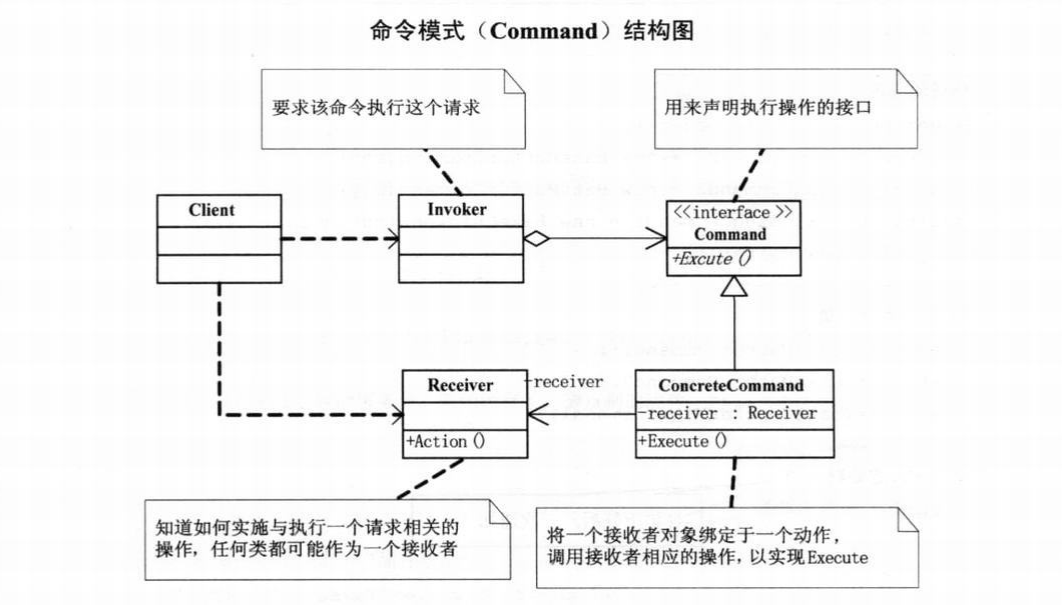 命令模式（Command）结构图
要求该命令执行这个请求
用来声明执行操作的接口
Client
Invoker
<<interface>>
Command
+Excute()
Receiver
+Action()
-receiver
ConcreteCommand
-receiver : Receiver
+Execute()
知道如何实施与执行一个请求相关的
操作，任何类都可能作为一个接收者
将一个接收者对象绑定于一个动作，
调用接收者相应的操作，以实现Execute